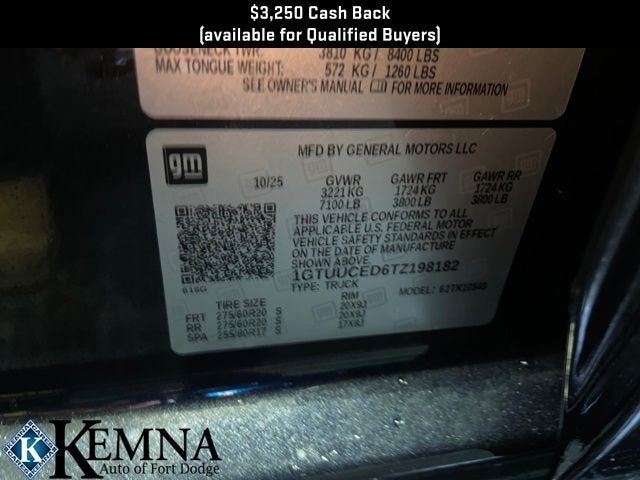 $3,250 Cash Back
(available for Qualified Buyers)
GOOSENECK TWR: 3810 KG/ 8400 LBS
MAX TONGUE WEIGHT: 572 KG/ 1260 LBS
SEE OWNER'S MANUAL FOR MORE INFORMATION
gm
MFD BY GENERAL MOTORS LLC
10/25 GVWR GAWR FRT GAWR RR
3221 KG 1724 KG 1724 KG
7100 LB 3800 LB 3800 LB
THIS VEHICLE CONFORMS TO ALL
APPLICABLE U.S. FEDERAL MOTOR
VEHICLE SAFETY STANDARDS IN EFFECT
ON THE DATE OF MANUFACTURE
1GTUUCED6TZ198182
TYPE: TRUCK MODEL:
TIRE SIZE RIM
FRT 275/60R20 S 20X9J
RR 275/60R20 S 20X9J
SPA 255/80R17 S 17X8J
KEMNA
Auto of Fort Dodge